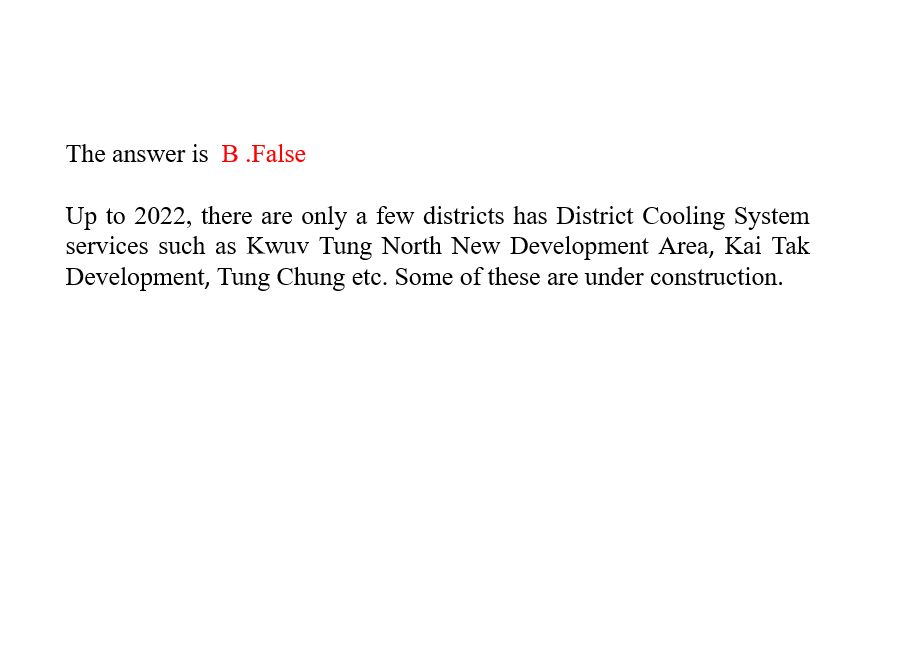 The answer is B .False
Up to 2022, there are only a few districts has District Cooling System
services such as Kwuv Tung North New Development Area, Kai Tak
Development, Tung Chung etc. Some of these are under construction.